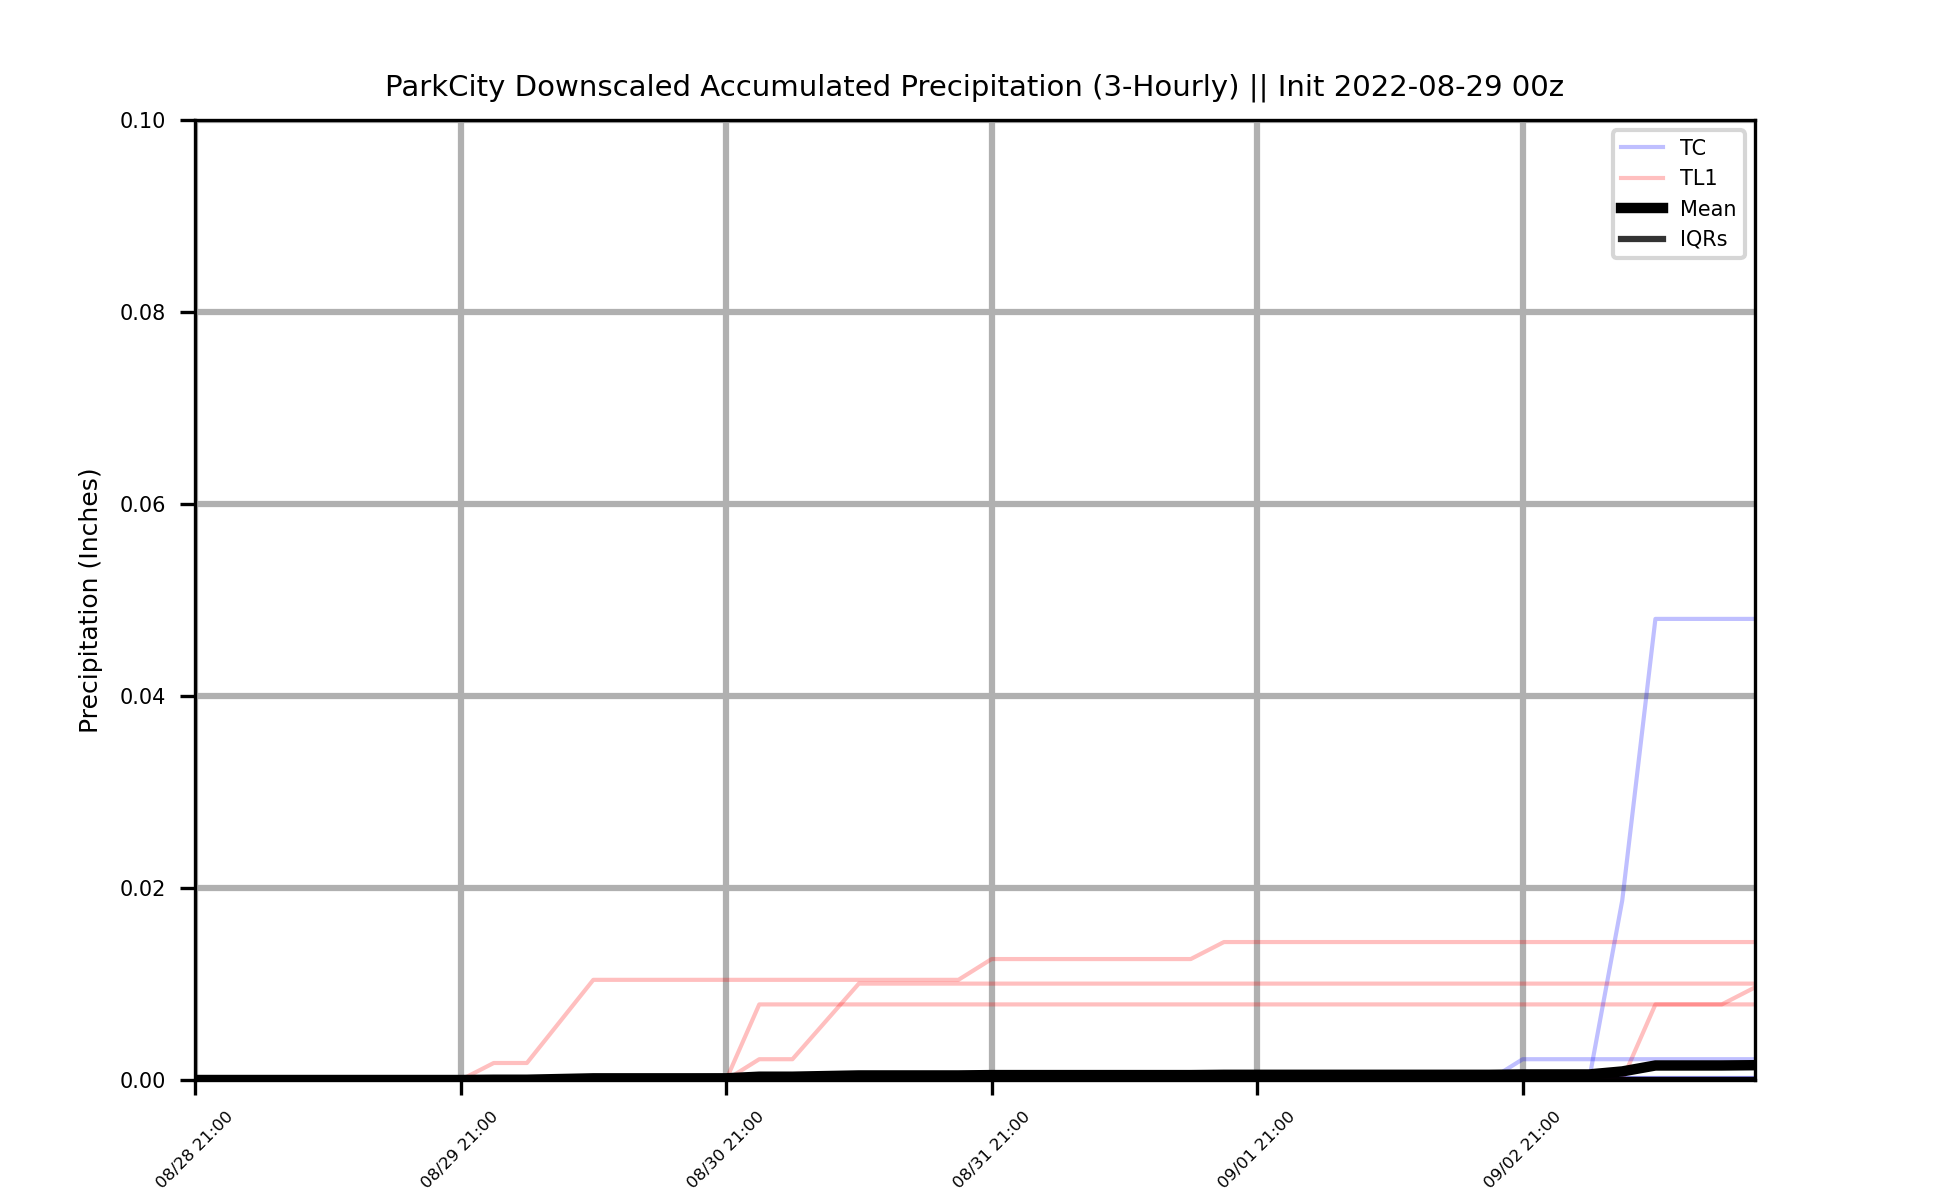 ParkCity Downscaled Accumulated Precipitation (3-Hourly) || Init 2022-08-29 00z
TC
TL1
Mean
IQRs
Precipitation (Inches)
0.10
0.08
0.06
0.04
0.02
0.00
08/28 21:00
08/29 21:00
08/30 21:00
08/31 21:00
09/01 21:00
09/02 21:00